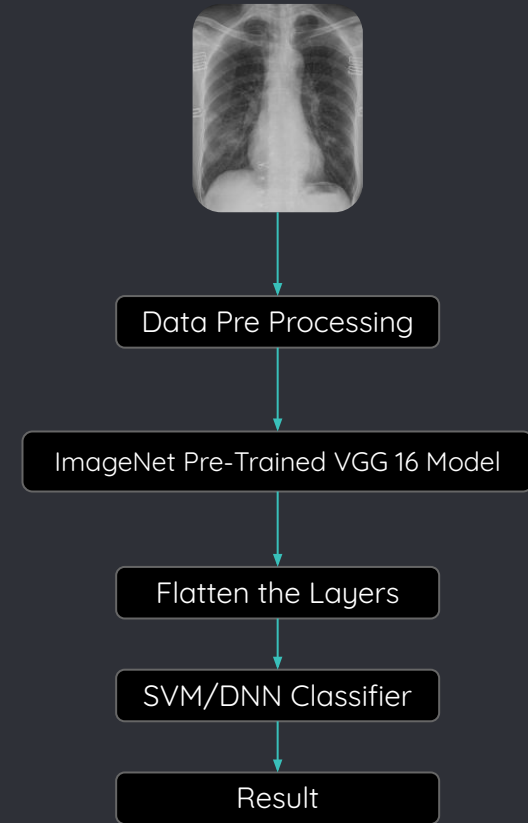 Data Pre Processing
ImageNet Pre-Trained VGG 16 Model
Flatten the Layers
SVM/DNN Classifier
Result